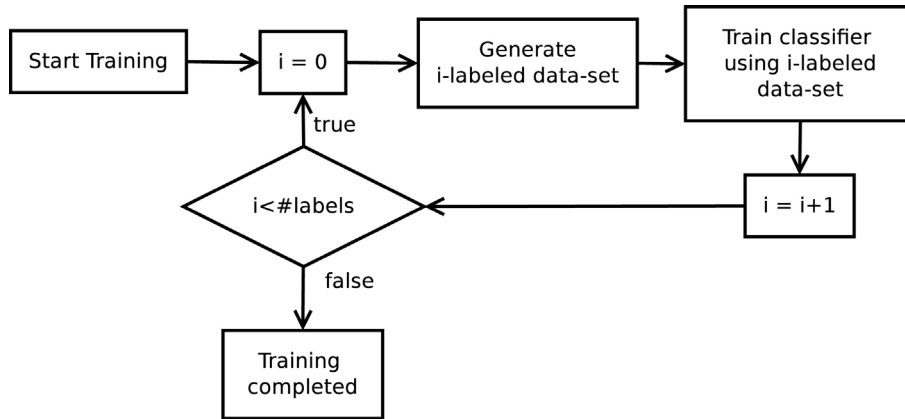 Start Training
i = 0
Generate
i-labeled data-set
Train classifier
using i-labeled
data-set
true
i<#labels
i = i+1
false
Training
completed